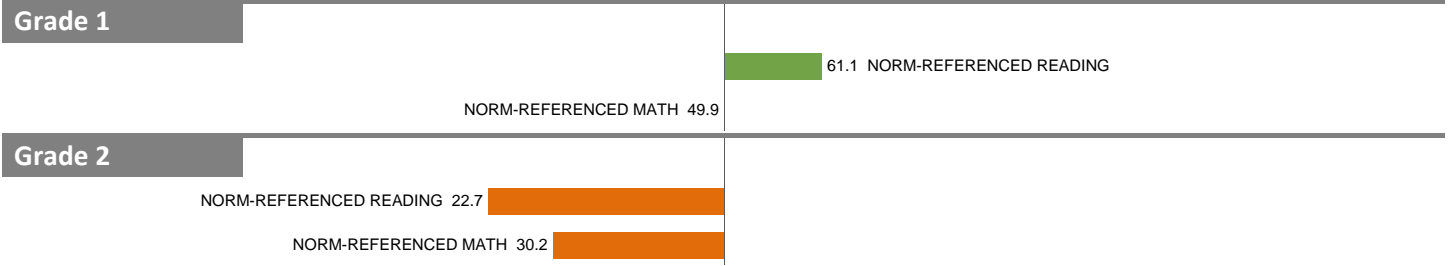 Grade 1
61.1 NORM-REFERENCED READING
NORM-REFERENCED MATH 49.9
Grade 2
NORM-REFERENCED READING 22.7
NORM-REFERENCED MATH 30.2